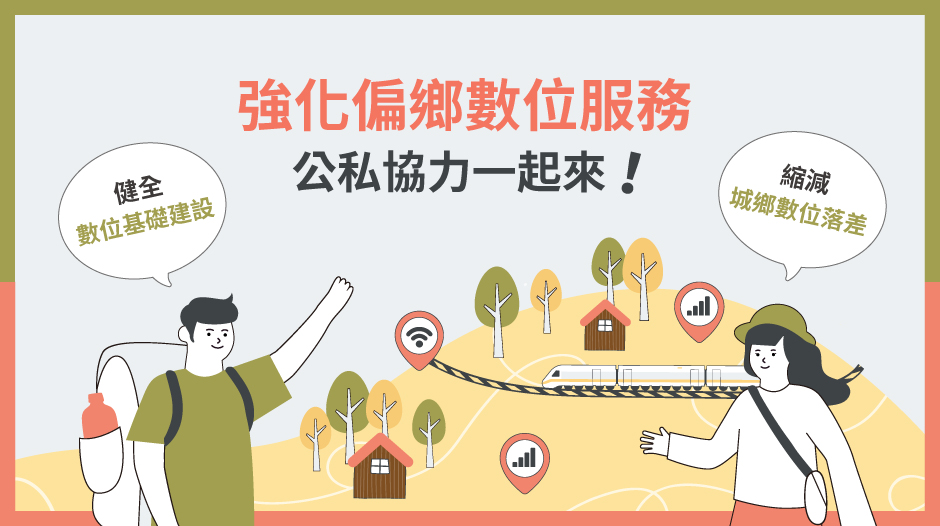 強化偏鄉數位服務
公私協力一起來！
健全
數位基礎建設
縮減
城鄉數位落差